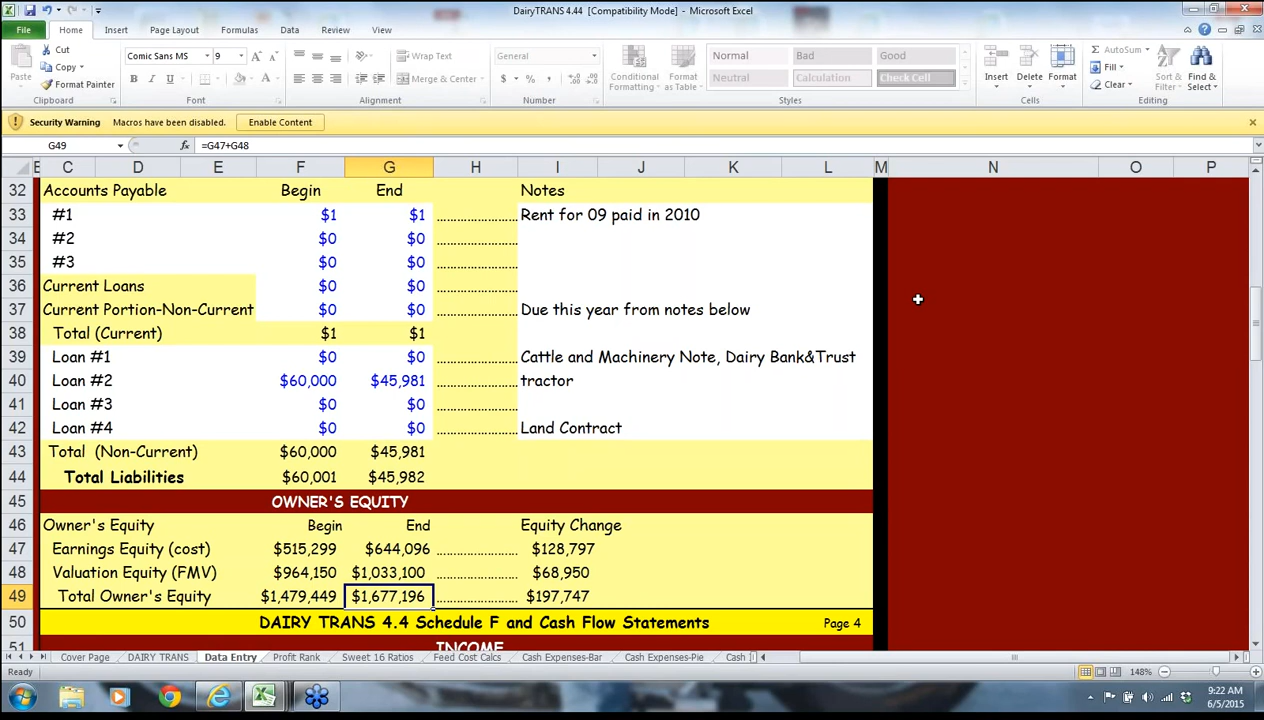 DairyTRANS 4.44 [Compatibility Mode] - Microsoft Excel
File Home Insert Page Layout Formulas Data Review View
Paste Cut Copy Format Painter
Comic Sans MS 9 A A
B I U A
Wrap Text
Merge & Center
General
$ % ,
Conditional Formatting Format as Table
Normal Bad Good
Neutral Calculation Check Cell
Insert Delete Format
AutoSum Fill Clear
Sort & Filter Find & Select
Clipboard Font Alignment Number Styles Cells Editing
Security Warning Macros have been disabled. Enable Content
G49 fx =G47+G48
C D E F G H I J K L M N O P
32 Accounts Payable Begin End Notes
33 #1 $1 $1 ........................ Rent for 09 paid in 2010
34 #2 $0 $0 ........................
35 #3 $0 $0 ........................
36 Current Loans $0 $0 ........................
37 Current Portion-Non-Current $0 $0 ........................ Due this year from notes below
38 Total (Current) $1 $1
39 Loan #1 $0 $0 ........................ Cattle and Machinery Note, Dairy Bank&Trust
40 Loan #2 $60,000 $45,981 ........................ tractor
41 Loan #3 $0 $0 ........................
42 Loan #4 $0 $0 ........................ Land Contract
43 Total (Non-Current) $60,000 $45,981
44 Total Liabilities $60,001 $45,982
45 OWNER'S EQUITY
46 Owner's Equity Begin End Equity Change
47 Earnings Equity (cost) $515,299 $644,096 ........................ $128,797
48 Valuation Equity (FMV) $964,150 $1,033,100 ........................ $68,950
49 Total Owner's Equity $1,479,449 $1,677,196 ........................ $197,747
50 DAIRY TRANS 4.4 Schedule F and Cash Flow Statements Page 4
51 INCOME
Cover Page DAIRY TRANS Data Entry Profit Rank Sweet 16 Ratios Feed Cost Calcs Cash Expenses-Bar Cash Expenses-Pie Cash
Ready 148%
9:22 AM
6/5/2015